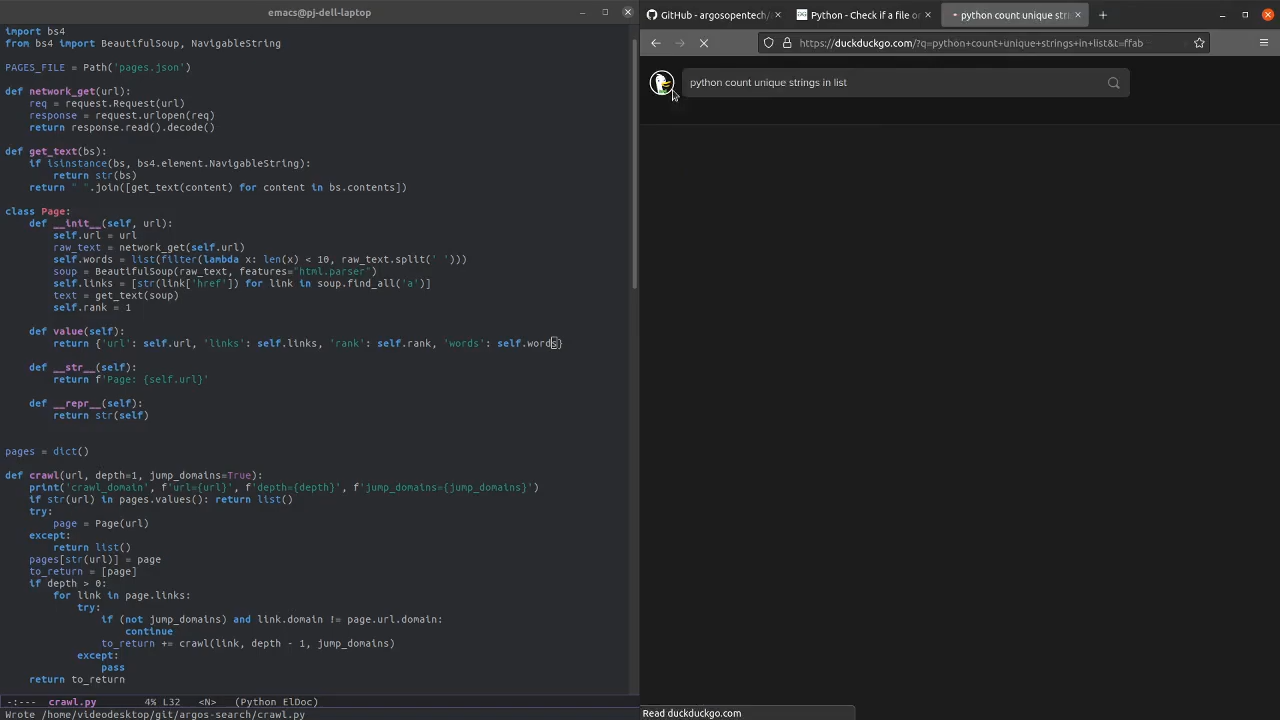 emacs@pj-dell-laptop
import bs4
from bs4 import BeautifulSoup, NavigableString
PAGES_FILE = Path('pages.json')
def network_get(url):
    req = request.Request(url)
    response = request.urlopen(req)
    return response.read().decode()
def get_text(bs):
    if isinstance(bs, bs4.element.NavigableString):
        return str(bs)
    return " ".join([get_text(content) for content in bs.contents])
class Page:
    def __init__(self, url):
        self.url = url
        raw_text = network_get(self.url)
        self.words = list(filter(lambda x: len(x) < 10, raw_text.split(' ')))
        soup = BeautifulSoup(raw_text, features="html.parser")
        self.links = [str(link['href']) for link in soup.find_all('a')]
        text = get_text(soup)
        self.rank = 1
    def value(self):
        return {'url': self.url, 'links': self.links, 'rank': self.rank, 'words': self.words}
    def __str__(self):
        return f'Page: {self.url}'
    def __repr__(self):
        return str(self)
pages = dict()
def crawl(url, depth=1, jump_domains=True):
    print('crawl_domain', f'url={url}', f'depth={depth}', f'jump_domains={jump_domains}')
    if str(url) in pages.values(): return list()
    try:
        page = Page(url)
    except:
        return list()
    pages[str(url)] = page
    to_return = [page]
    if depth > 0:
        for link in page.links:
            try:
                if (not jump_domains) and link.domain != page.url.domain:
                    continue
                to_return += crawl(link, depth - 1, jump_domains)
            except:
                pass
    return to_return
-:--- crawl.py 4% L32 <N> (Python ElDoc)
Wrote /home/videodesktop/git/argos-search/crawl.py
GitHub - argosopentech/
Python - Check if a file or
python count unique str
https://duckduckgo.com/?q=python+count+unique+strings+in+list&t=ffab
python count unique strings in list
Read duckduckgo.com